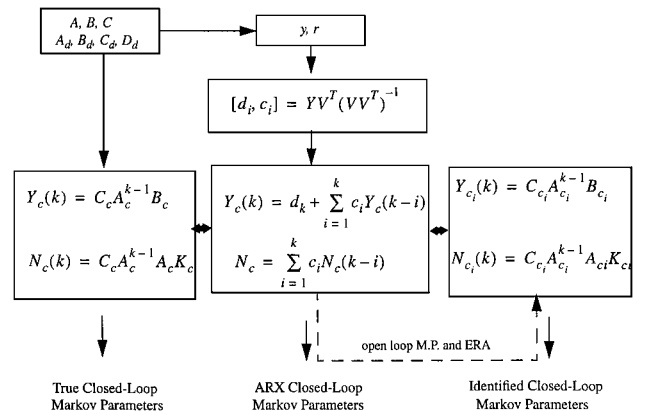 A, B, C
A_d, B_d, C_d, D_d
y, r
[d_i, c_i] = YV^T(VV^T)^{-1}
Y_c(k) = C_c A_c^{k-1} B_c
N_c(k) = C_c A_c^{k-1} A_c K_c
Y_c(k) = d_k + \sum_{i=1}^{k} c_i Y_c(k-i)
N_c = \sum_{i=1}^{k} c_i N_c(k-i)
Y_{c_i}(k) = C_{c_i} A_{c_i}^{k-1} B_{c_i}
N_{c_i}(k) = C_{c_i} A_{c_i}^{k-1} A_{ci} K_{ci}
open loop M.P. and ERA
True Closed-Loop
Markov Parameters
ARX Closed-Loop
Markov Parameters
Identified Closed-Loop
Markov Parameters